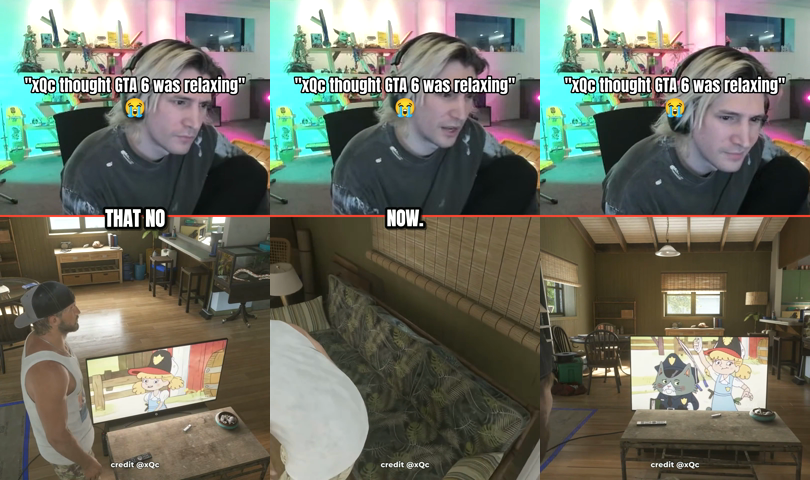 "xQc thought GTA 6 was relaxing"
😭
THAT NO
credit @xQc
"xQc thought GTA 6 was relaxing"
😭
NOW.
credit @xQc
"xQc thought GTA 6 was relaxing"
😭
credit @xQc